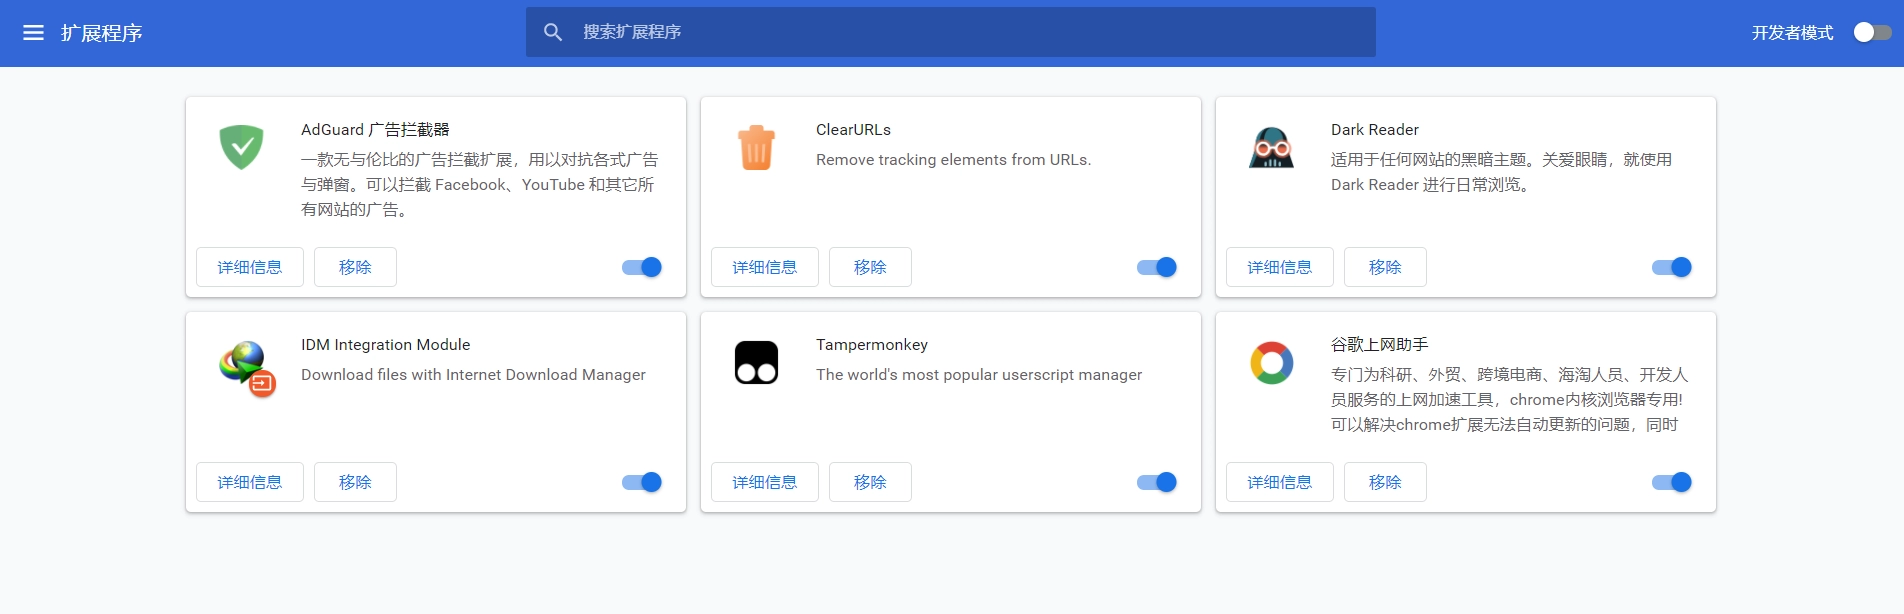 扩展程序
搜索扩展程序
开发者模式
AdGuard 广告拦截器
一款无与伦比的广告拦截扩展，用以对抗各式广告
与弹窗。可以拦截 Facebook、YouTube 和其它所
有网站的广告。
详细信息
移除
ClearURLs
Remove tracking elements from URLs.
详细信息
移除
Dark Reader
适用于任何网站的黑暗主题。关爱眼睛，就使用
Dark Reader 进行日常浏览。
详细信息
移除
IDM Integration Module
Download files with Internet Download Manager
详细信息
移除
Tampermonkey
The world's most popular userscript manager
详细信息
移除
谷歌上网助手
专门为科研、外贸、跨境电商、海淘人员、开发人
员服务的上网加速工具，chrome内核浏览器专用!
可以解决chrome扩展无法自动更新的问题，同时
详细信息
移除